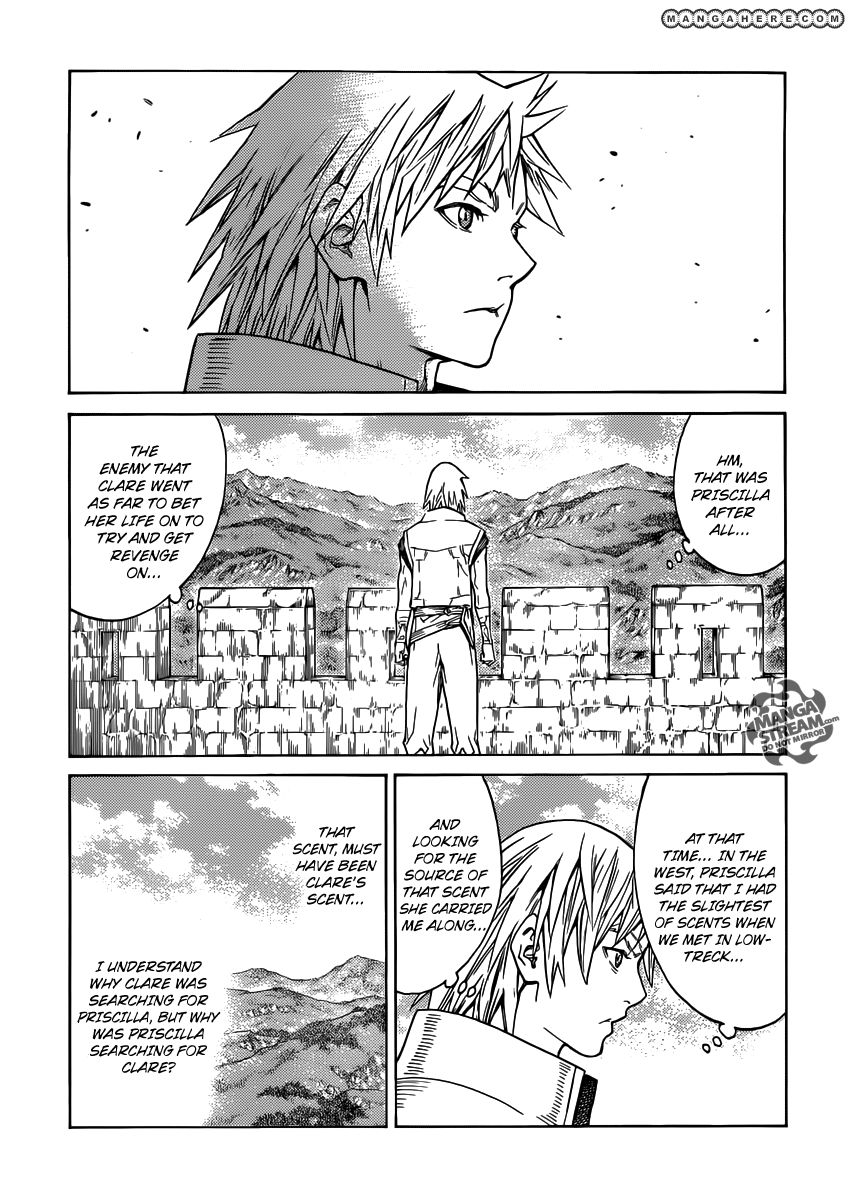 MANGAHERE.COM
HM,
THAT WAS
PRISCILLA
AFTER
ALL...
THE
ENEMY THAT
CLARE WENT
AS FAR TO BET
HER LIFE ON TO
TRY AND GET
REVENGE
ON...
MANGA
STREAM.com
DO NOT MIRROR
AT THAT
TIME... IN THE
WEST, PRISCILLA
SAID THAT I HAD
THE SLIGHTEST
OF SCENTS WHEN
WE MET IN LOW-
TRECK...
AND
LOOKING
FOR THE
SOURCE OF
THAT SCENT
SHE CARRIED
ME ALONG...
THAT
SCENT, MUST
HAVE BEEN
CLARE'S
SCENT...
I UNDERSTAND
WHY CLARE WAS
SEARCHING FOR
PRISCILLA, BUT WHY
WAS PRISCILLA
SEARCHING FOR
CLARE?